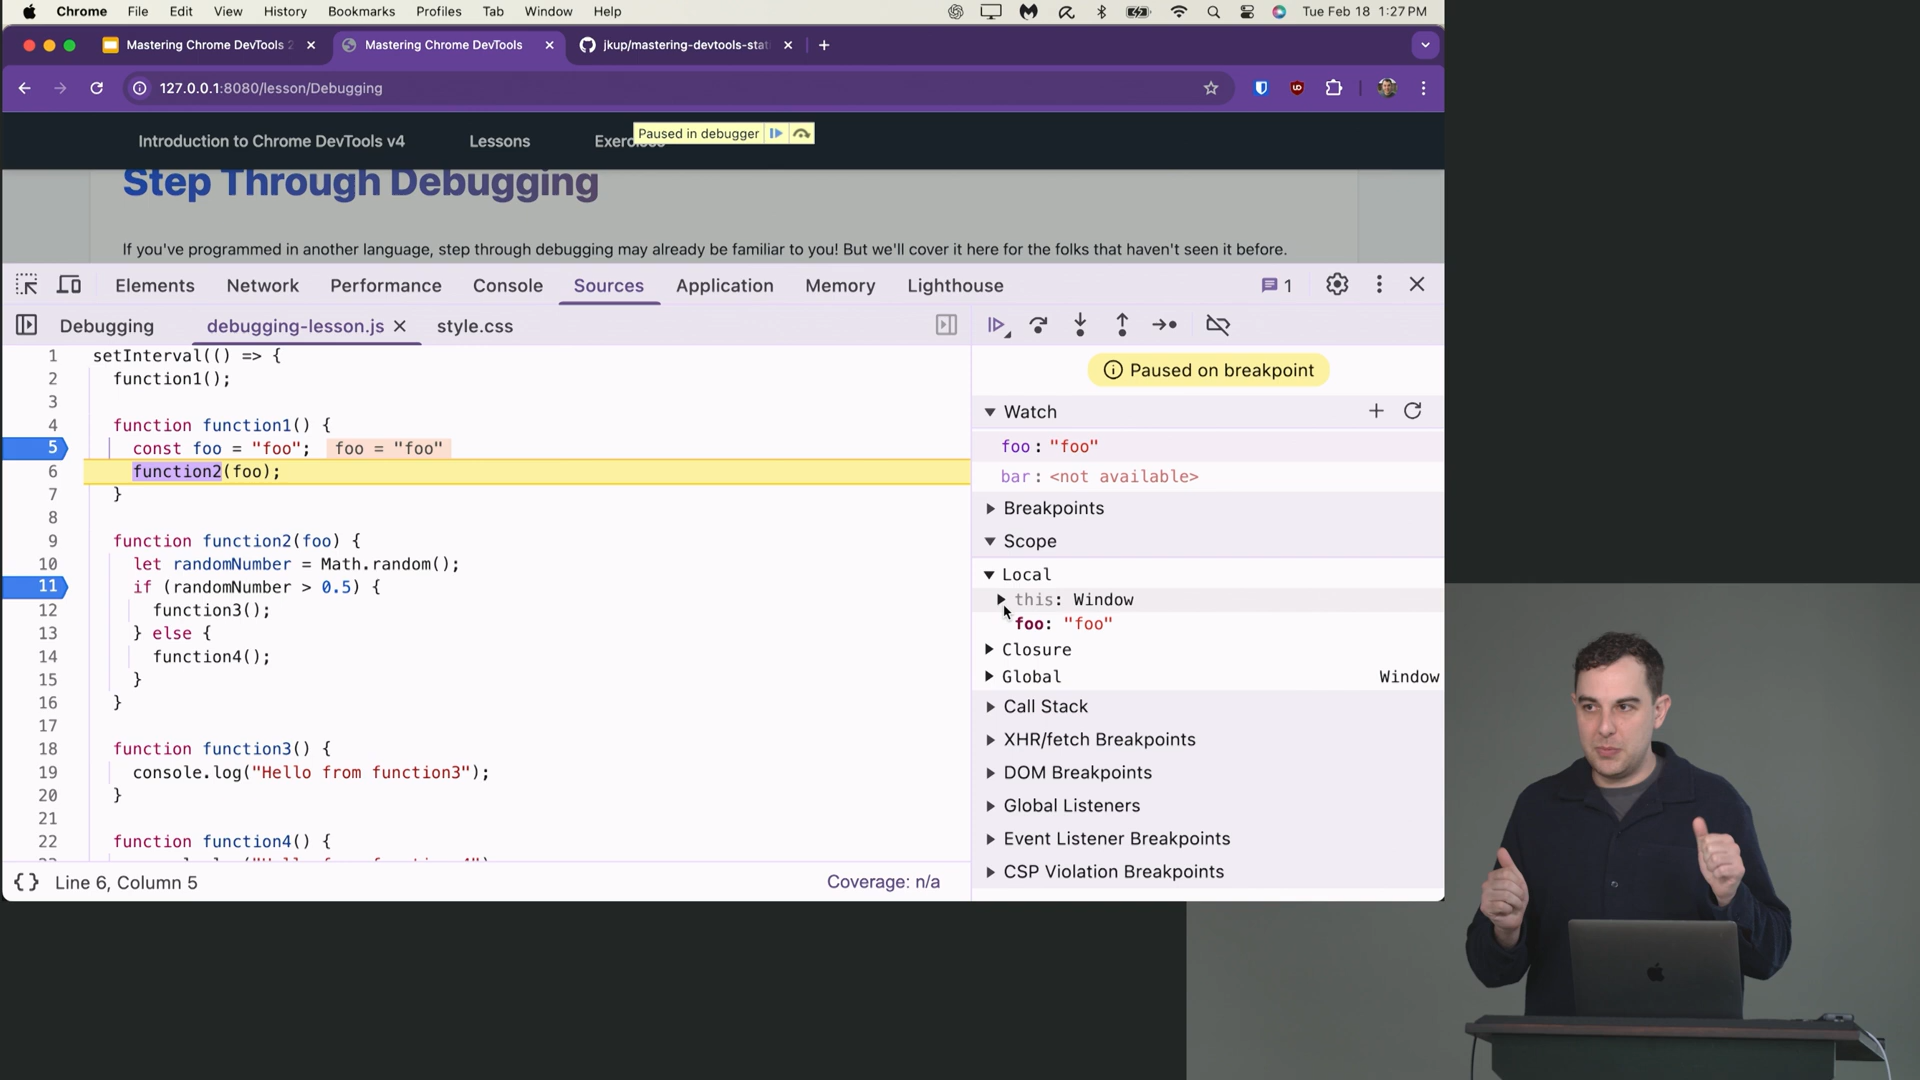 Chrome File Edit View History Bookmarks Profiles Tab Window Help Tue Feb 18 1:27 PM
Mastering Chrome DevTools 2 Mastering Chrome DevTools jkup/mastering-devtools-stat
127.0.0.1:8080/lesson/Debugging
Paused in debugger
Introduction to Chrome DevTools v4 Lessons Exercises
Step Through Debugging
If you've programmed in another language, step through debugging may already be familiar to you! But we'll cover it here for the folks that haven't seen it before.
Elements Network Performance Console Sources Application Memory Lighthouse 1
Debugging debugging-lesson.js style.css
1 setInterval(() => {
2 function1();
3
4 function function1() {
5 const foo = "foo"; foo = "foo"
6 function2(foo);
7 }
8
9 function function2(foo) {
10 let randomNumber = Math.random();
11 if (randomNumber > 0.5) {
12 function3();
13 } else {
14 function4();
15 }
16 }
17
18 function function3() {
19 console.log("Hello from function3");
20 }
21
22 function function4() {
{} Line 6, Column 5 Coverage: n/a
Paused on breakpoint
Watch
foo: "foo"
bar: <not available>
Breakpoints
Scope
Local
this: Window
foo: "foo"
Closure
Global Window
Call Stack
XHR/fetch Breakpoints
DOM Breakpoints
Global Listeners
Event Listener Breakpoints
CSP Violation Breakpoints